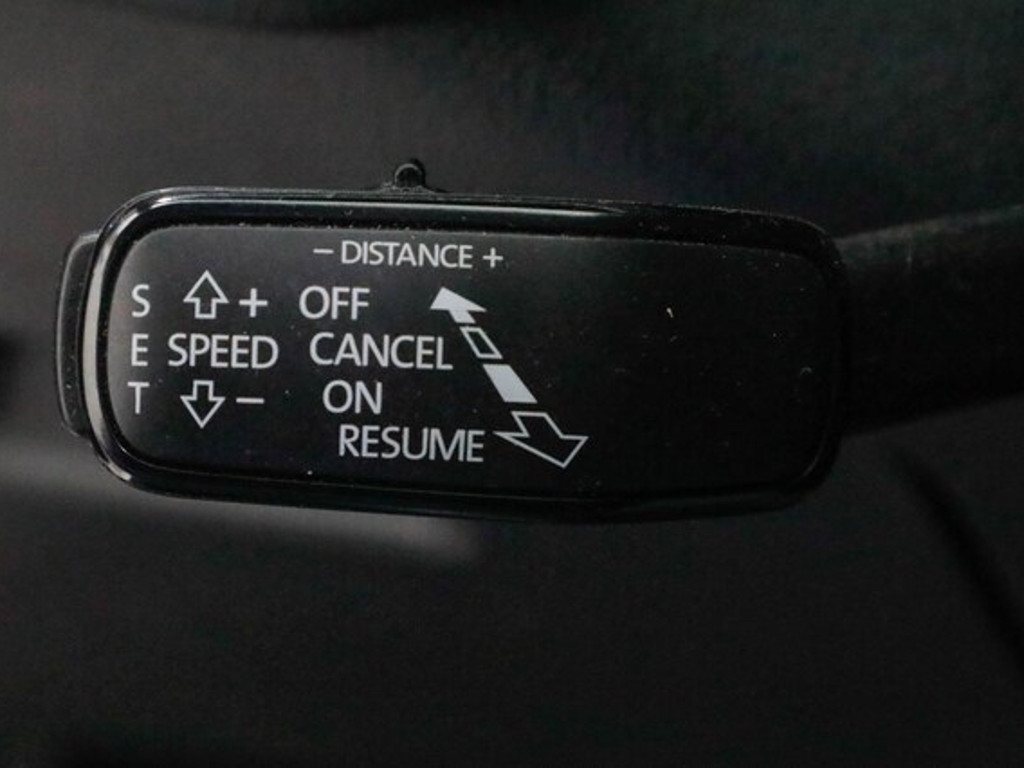 − DISTANCE +
S + OFF
E SPEED CANCEL
T − ON
RESUME